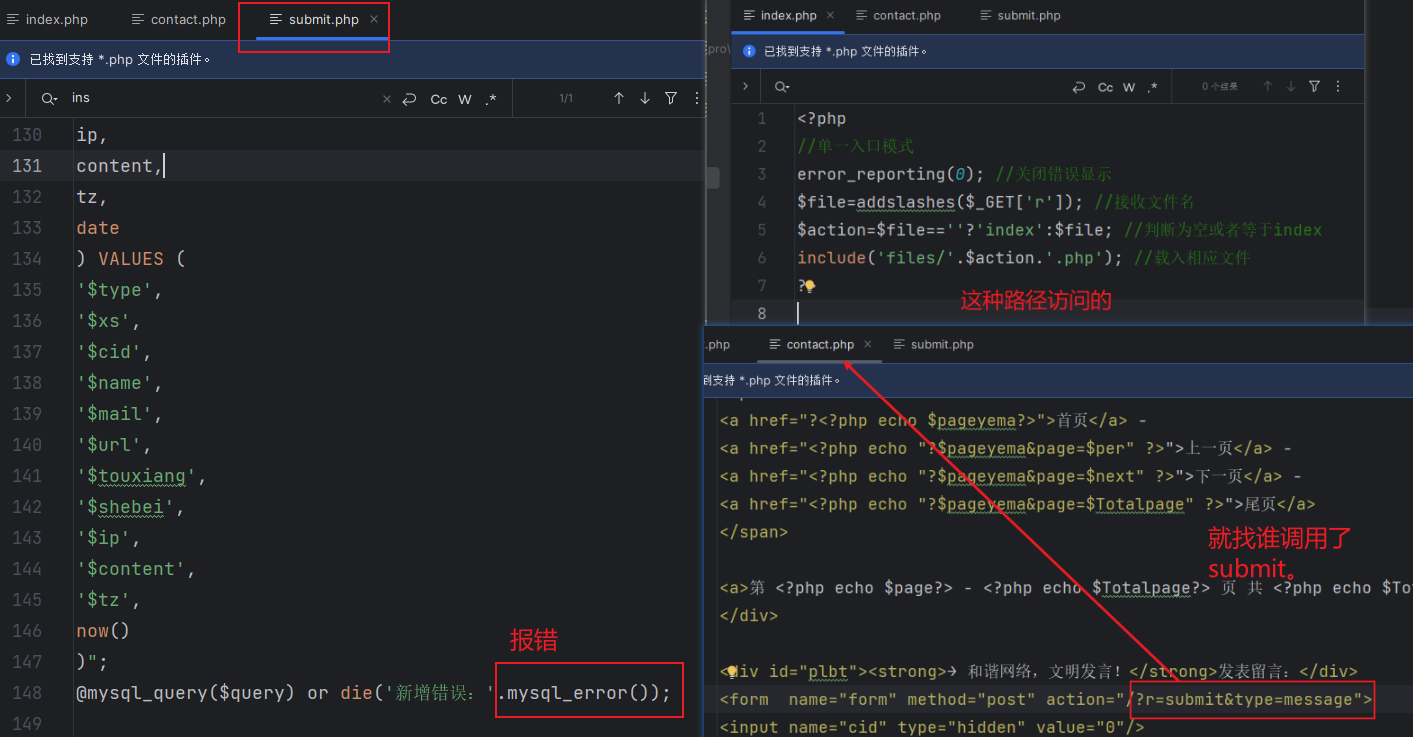 index.php contact.php submit.php ×
已找到支持 *.php 文件的插件。
ins × Cc W .* 1/1
130 ip,
131 content,
132 tz,
133 date
134 ) VALUES (
135 '$type',
136 '$xs',
137 '$cid',
138 '$name',
139 '$mail',
140 '$url',
141 '$touxiang',
142 '$shebei',
143 '$ip',
144 '$content',
145 '$tz',
146 now()
147 )";
报错
148 @mysql_query($query) or die('新增错误：'.mysql_error());
149
index.php × contact.php submit.php
pro\
已找到支持 *.php 文件的插件。
Cc W .* 0 个结果
1 <?php
2 //单一入口模式
3 error_reporting(0); //关闭错误显示
4 $file=addslashes($_GET['r']); //接收文件名
5 $action=$file==''?'index':$file; //判断为空或者等于index
6 include('files/'.$action.'.php'); //载入相应文件
7 ?
8
这种路径访问的
.php contact.php × submit.php
到支持 *.php 文件的插件。
<a href="?<?php echo $pageyema?>">首页</a> -
<a href="<?php echo "?$pageyema&page=$per" ?>">上一页</a> -
<a href="<?php echo "?$pageyema&page=$next" ?>">下一页</a> -
<a href="<?php echo "?$pageyema&page=$Totalpage" ?>">尾页</a>
</span>
就找谁调用了
submit。
<a>第 <?php echo $page?> - <?php echo $Totalpage?> 页 共 <?php echo $To
</div>
<div id="plbt"><strong>→ 和谐网络，文明发言！</strong>发表留言：</div>
<form  name="form" method="post" action="/?r=submit&type=message">
<input name="cid" type="hidden" value="0"/>